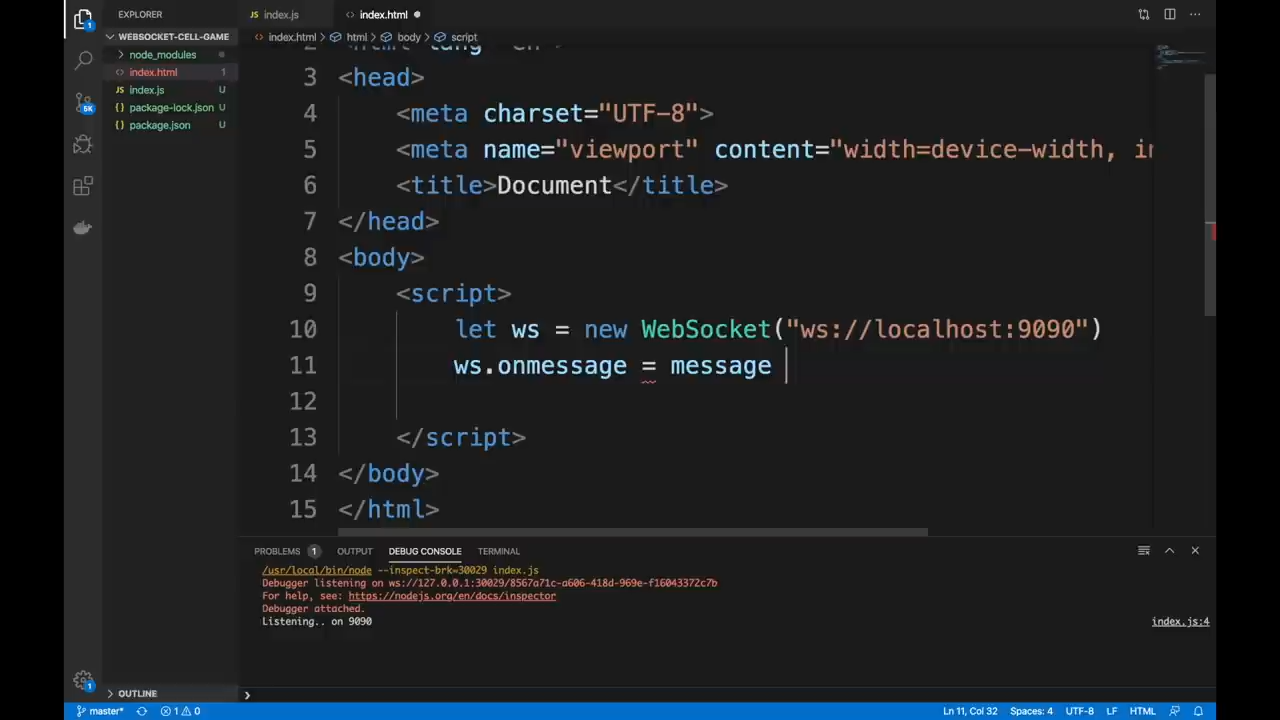 EXPLORER
index.js
index.html
WEBSOCKET-CELL-GAME
index.html > html > body > script
node_modules
index.html 1
index.js U
package-lock.json U
package.json U
3 <head>
4 <meta charset="UTF-8">
5 <meta name="viewport" content="width=device-width, in
6 <title>Document</title>
7 </head>
8 <body>
9 <script>
10 let ws = new WebSocket("ws://localhost:9090")
11 ws.onmessage = message
12
13 </script>
14 </body>
15 </html>
PROBLEMS 1 OUTPUT DEBUG CONSOLE TERMINAL
/usr/local/bin/node --inspect-brk=30029 index.js
Debugger listening on ws://127.0.0.1:30029/8567a71c-a606-418d-969e-f16043372c7b
For help, see: https://nodejs.org/en/docs/inspector
Debugger attached.
Listening.. on 9090 index.js:4
1
5K
1
OUTLINE
master* 1 0 Ln 11, Col 32 Spaces: 4 UTF-8 LF HTML